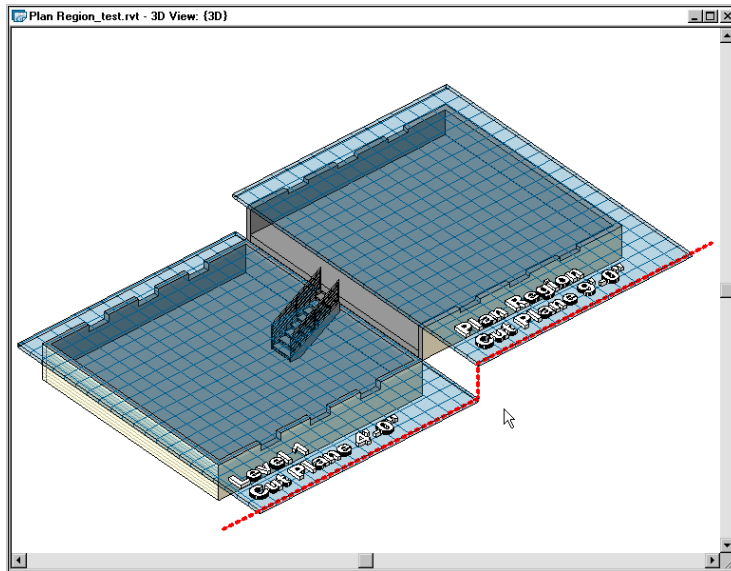 Plan Region_test.rvt - 3D View: {3D}
Plan Region
Cut Plane 9'-0"
Level 1
Cut Plane 4'-0"